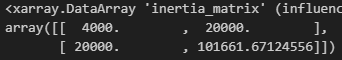 <xarray.DataArray 'inertia_matrix' (influenc
array([[  4000.        ,  20000.        ],
       [ 20000.        , 101661.67124556]])